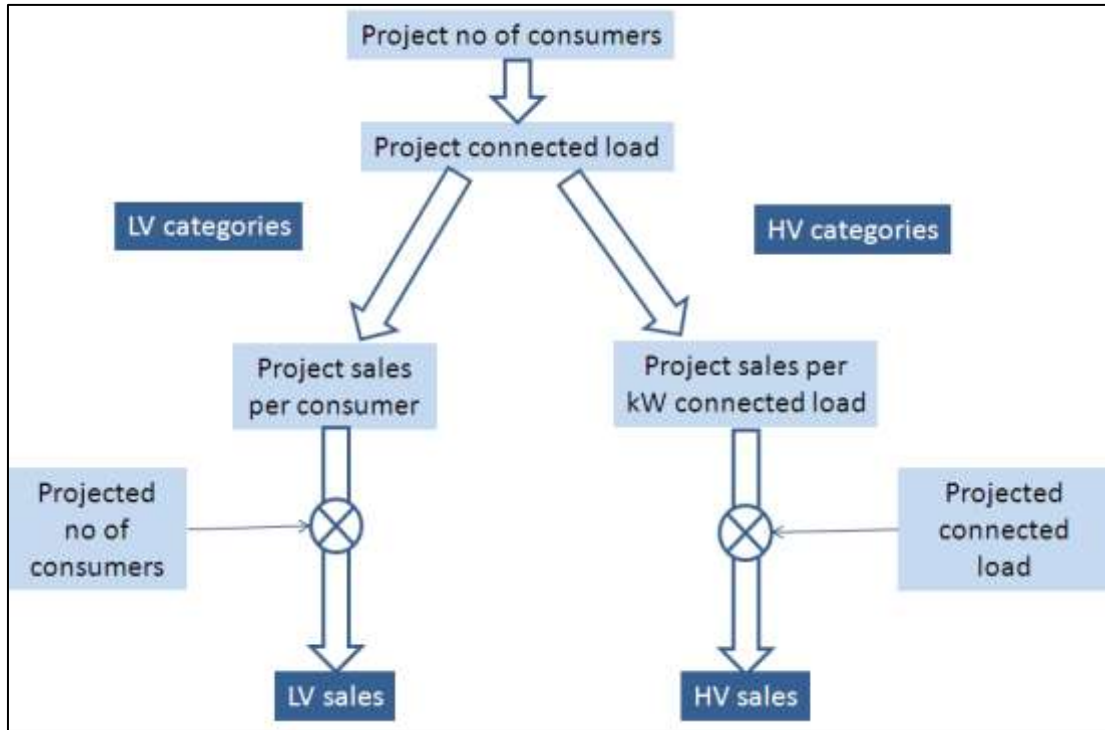 Project no of consumers
Project connected load
LV categories
HV categories
Project sales
per consumer
Project sales per
kW connected load
Projected
no of
consumers
Projected
connected
load
LV sales
HV sales